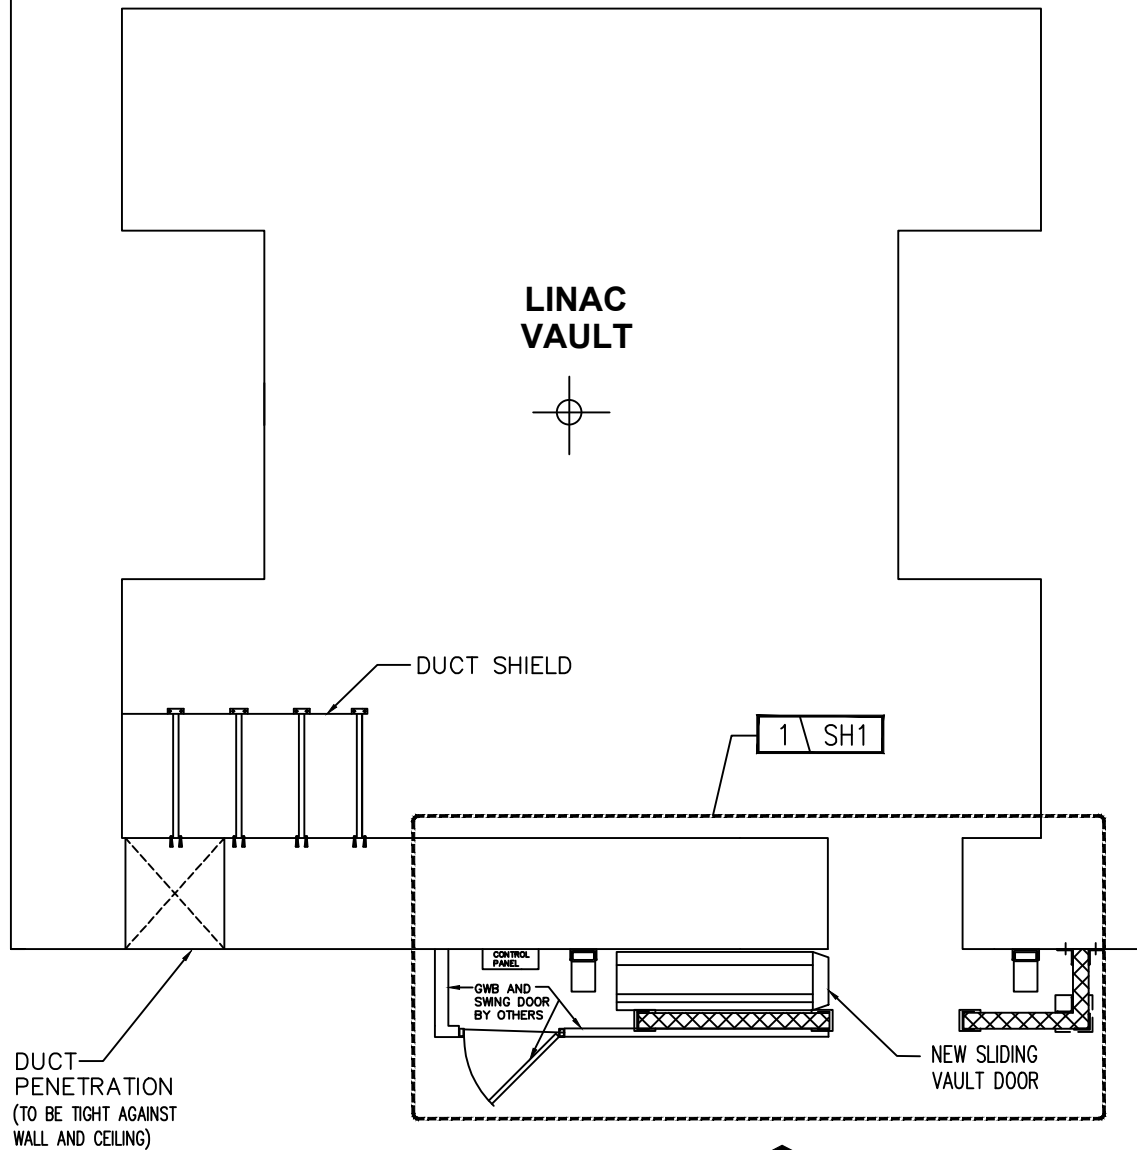 LINAC
VAULT
DUCT SHIELD
1 SH1
CONTROL
PANEL
GWB AND
SWING DOOR
BY OTHERS
NEW SLIDING
VAULT DOOR
DUCT
PENETRATION
(TO BE TIGHT AGAINST
WALL AND CEILING)